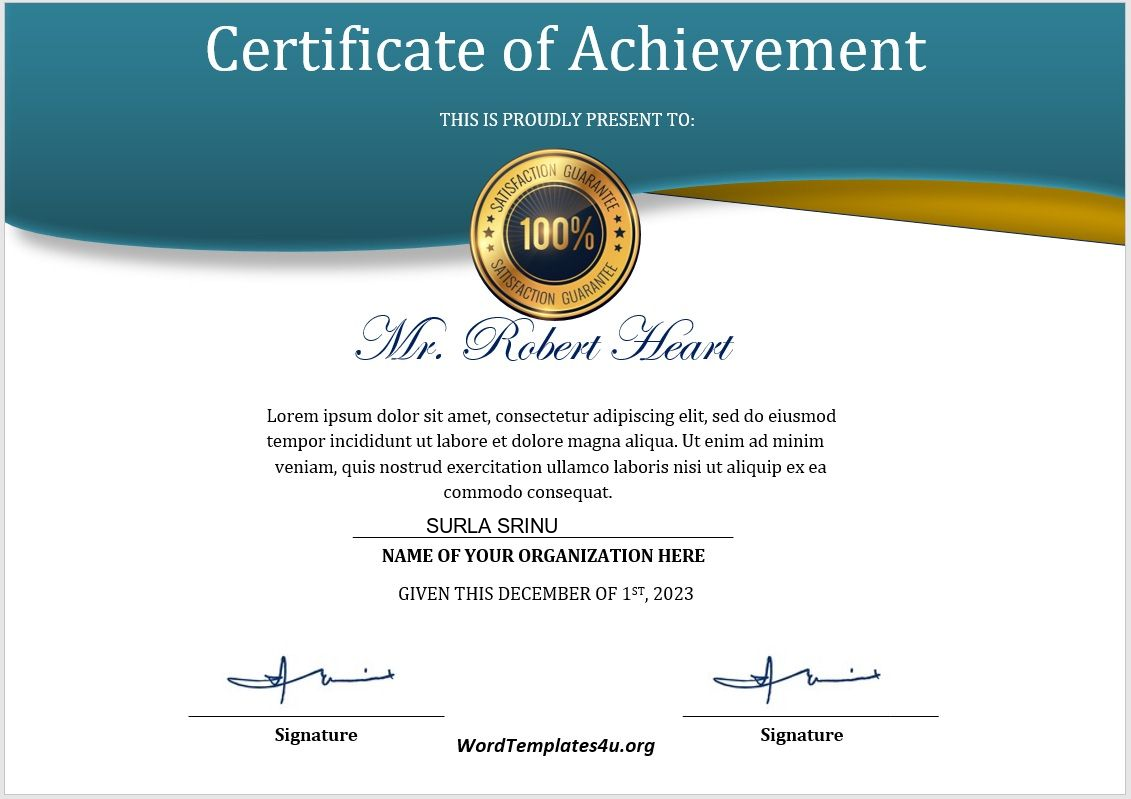 Certificate of Achievement
THIS IS PROUDLY PRESENT TO:
SATISFACTION GUARANTEE
100%
SATISFACTION GUARANTEE
Mr. Robert Heart
Lorem ipsum dolor sit amet, consectetur adipiscing elit, sed do eiusmod
tempor incididunt ut labore et dolore magna aliqua. Ut enim ad minim
veniam, quis nostrud exercitation ullamco laboris nisi ut aliquip ex ea
commodo consequat.
SURLA SRINU
NAME OF YOUR ORGANIZATION HERE
GIVEN THIS DECEMBER OF 1ST, 2023
Signature
Signature
WordTemplates4u.org